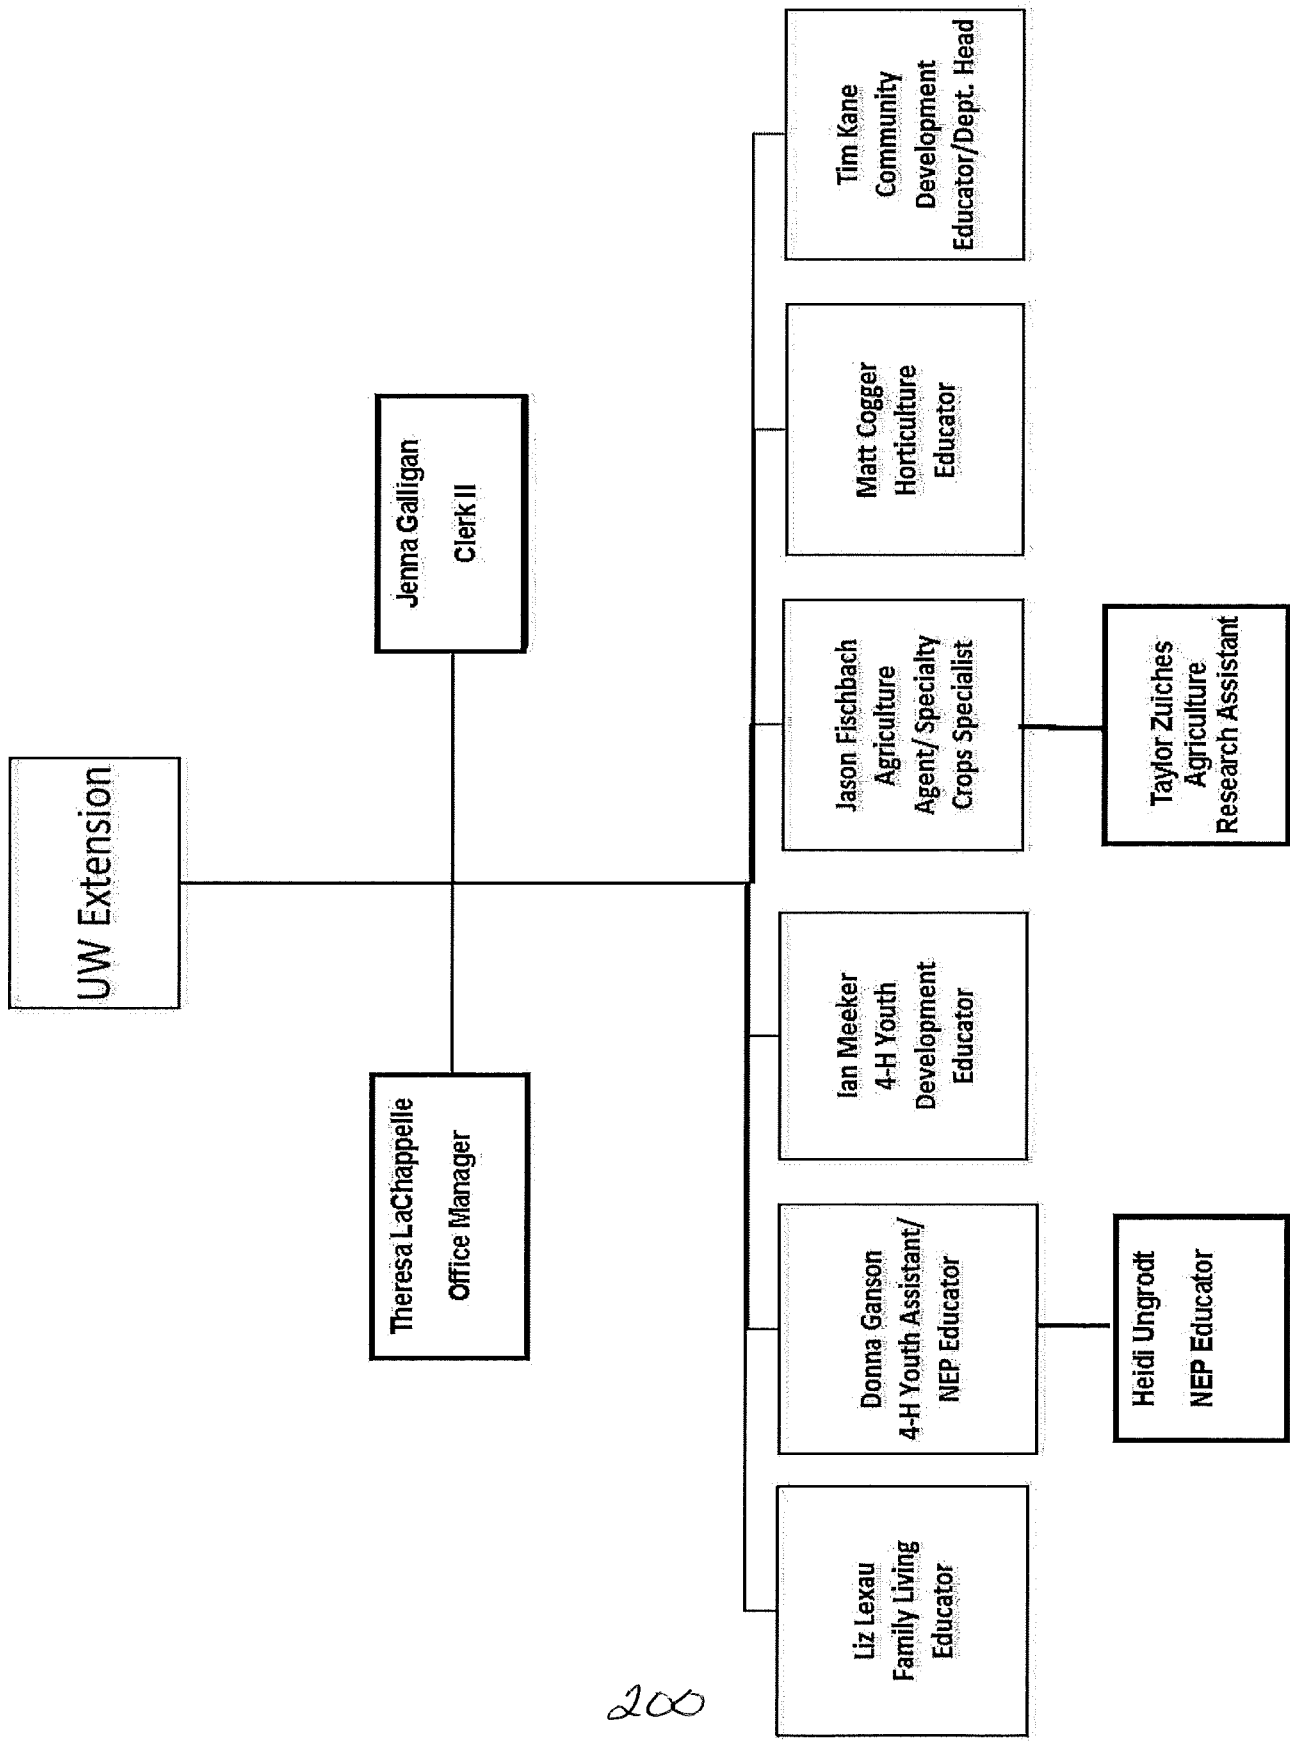 UW Extension
Theresa LaChappelle
Office Manager
Jenna Galligan
Clerk II
Liz Lexau
Family Living
Educator
Donna Ganson
4-H Youth Assistant/
NEP Educator
Ian Meeker
4-H Youth
Development
Educator
Jason Fischbach
Agriculture
Agent/ Specialty
Crops Specialist
Matt Cogger
Horticulture
Educator
Tim Kane
Community
Development
Educator/Dept. Head
Heidi Ungrodt
NEP Educator
Taylor Zuiches
Agriculture
Research Assistant
200